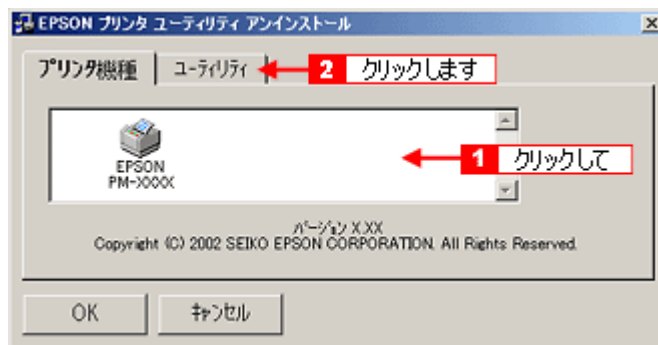 EPSON プリンタ ユーティリティ アンインストール
プリンタ機種 ユーティリティ 2 クリックします
1 クリックして
EPSON
PM-XXXX
バージョン X.XX
Copyright (C) 2002 SEIKO EPSON CORPORATION. All Rights Reserved.
OK キャンセル